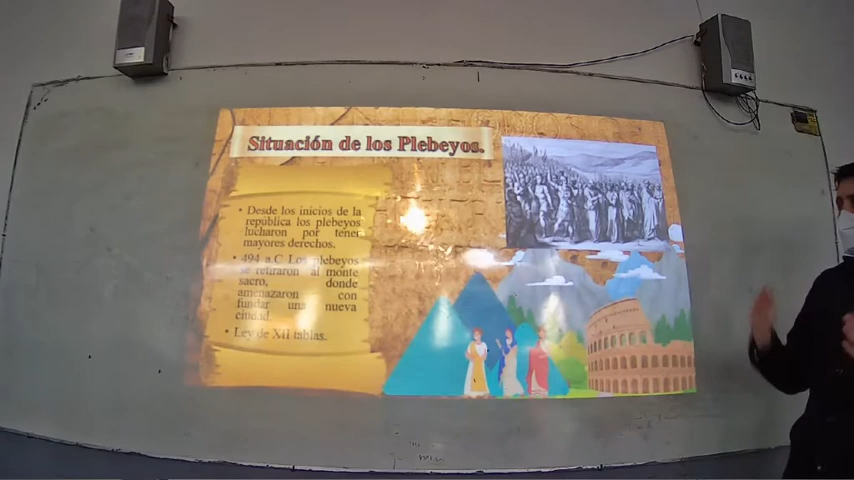 Situación de los Plebeyos.
• Desde los inicios de la
república los plebeyos
lucharon por tener
mayores derechos.
• 494 a.C Los plebeyos
se retiraron al monte
sacro, donde
amenazaron con
fundar una nueva
ciudad.
• Ley de XII tablas.